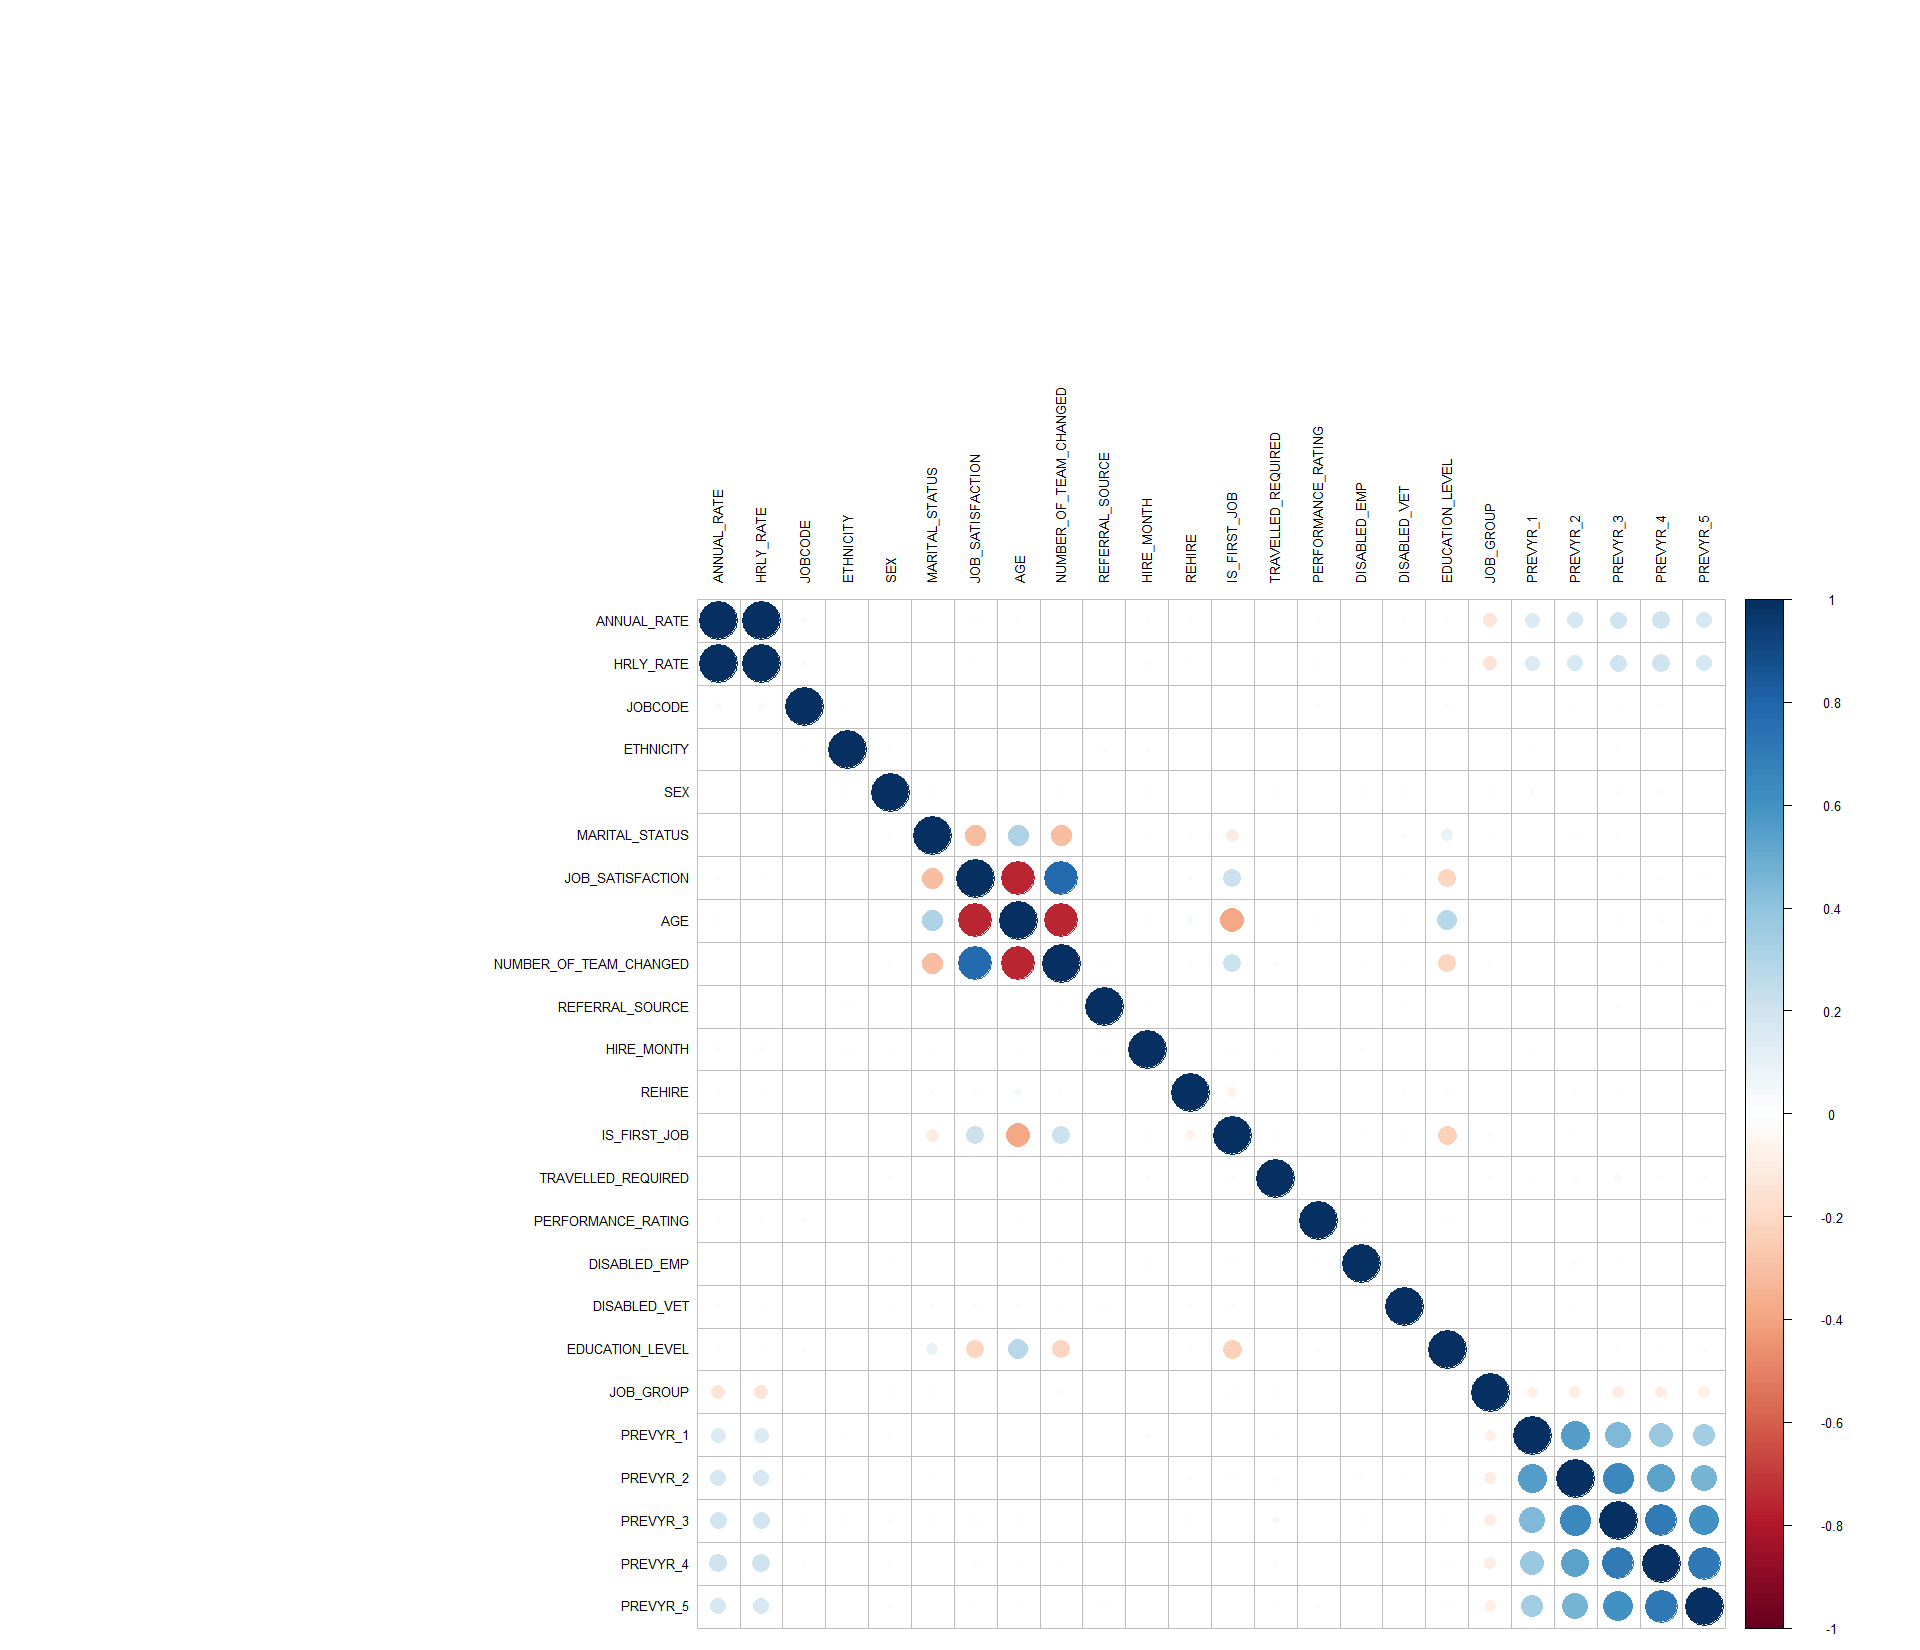 ANNUAL_RATE
HRLY_RATE
JOBCODE
ETHNICITY
SEX
MARITAL_STATUS
JOB_SATISFACTION
AGE
NUMBER_OF_TEAM_CHANGED
REFERRAL_SOURCE
HIRE_MONTH
REHIRE
IS_FIRST_JOB
TRAVELLED_REQUIRED
PERFORMANCE_RATING
DISABLED_EMP
DISABLED_VET
EDUCATION_LEVEL
JOB_GROUP
PREVYR_1
PREVYR_2
PREVYR_3
PREVYR_4
PREVYR_5
ANNUAL_RATE
HRLY_RATE
JOBCODE
ETHNICITY
SEX
MARITAL_STATUS
JOB_SATISFACTION
AGE
NUMBER_OF_TEAM_CHANGED
REFERRAL_SOURCE
HIRE_MONTH
REHIRE
IS_FIRST_JOB
TRAVELLED_REQUIRED
PERFORMANCE_RATING
DISABLED_EMP
DISABLED_VET
EDUCATION_LEVEL
JOB_GROUP
PREVYR_1
PREVYR_2
PREVYR_3
PREVYR_4
PREVYR_5
1
0.8
0.6
0.4
0.2
0
-0.2
-0.4
-0.6
-0.8
-1